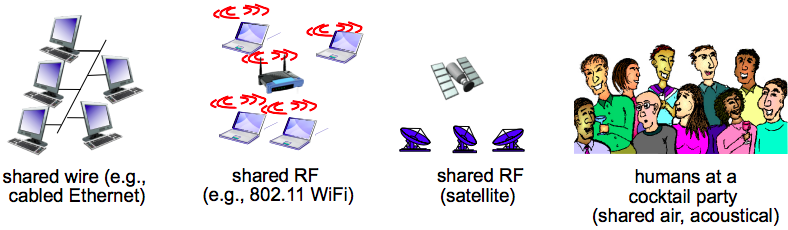 shared wire (e.g.,
cabled Ethernet)
shared RF
(e.g., 802.11 WiFi)
shared RF
(satellite)
humans at a
cocktail party
(shared air, acoustical)